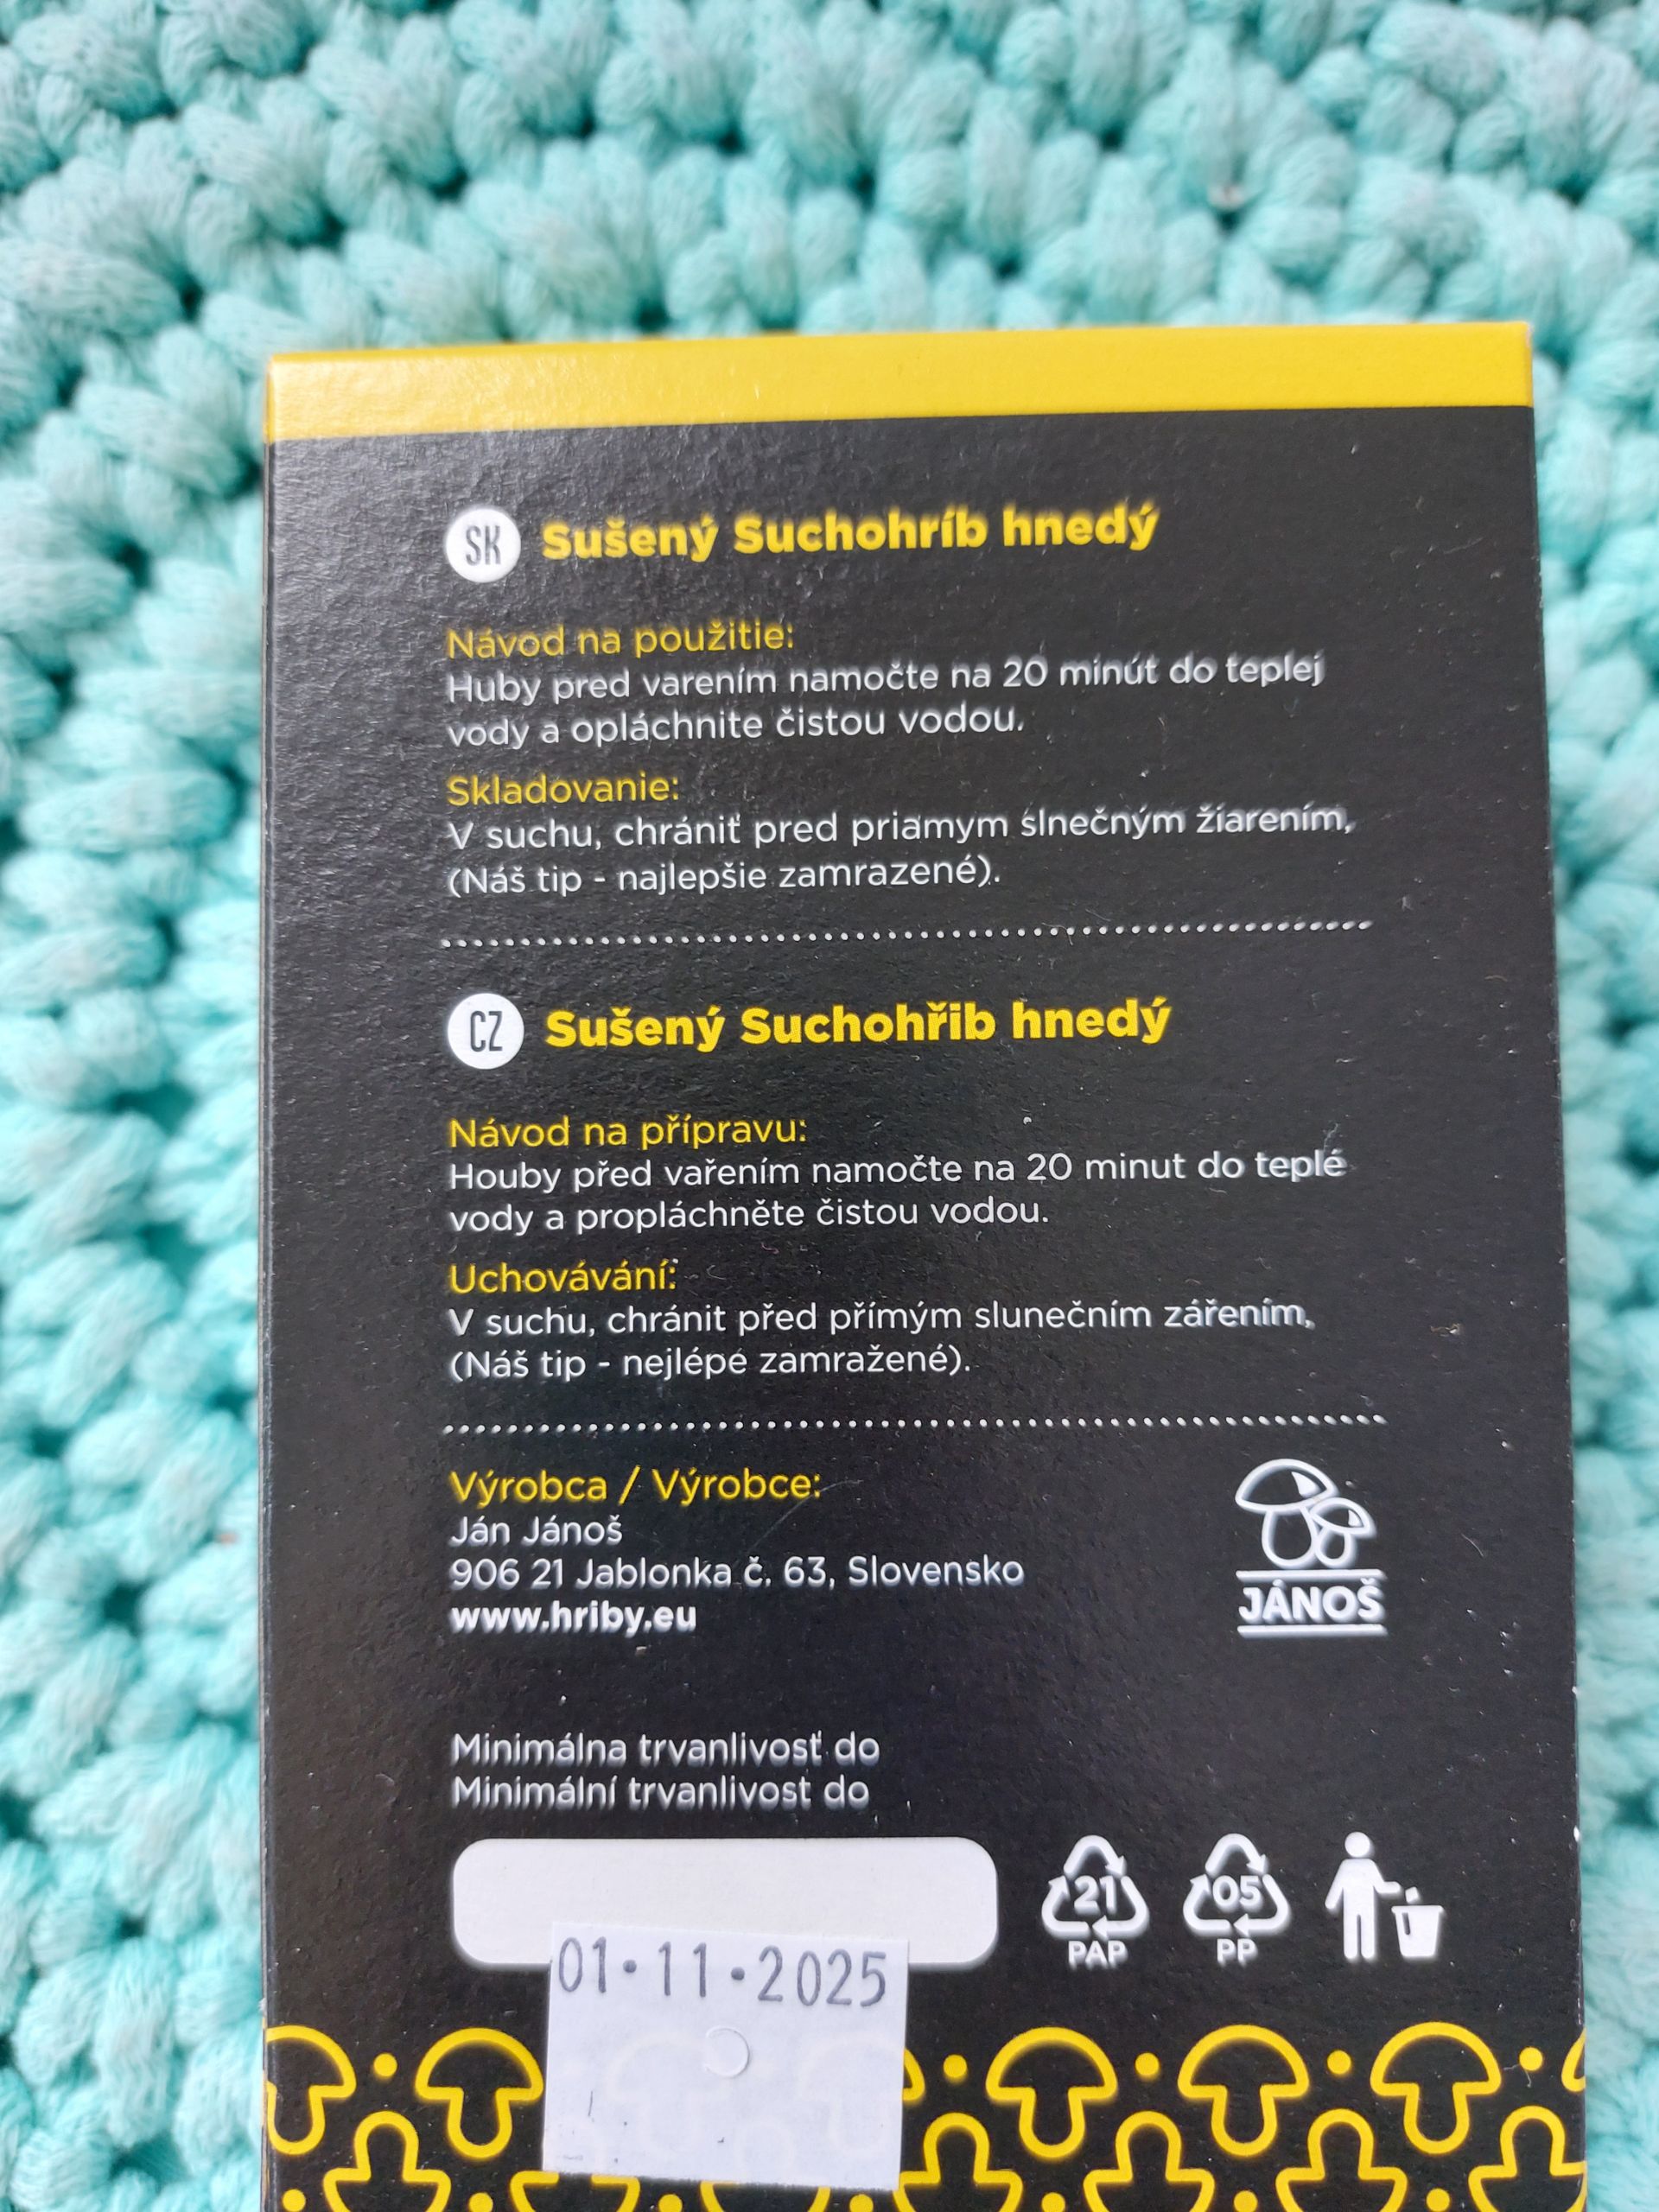 SK Sušený Suchohríb hnedý
Návod na použitie:
Huby pred varením namočte na 20 minút do teplej
vody a opláchnite čistou vodou.
Skladovanie:
V suchu, chrániť pred priamym slnečným žiarením,
(Náš tip - najlepšie zamrazené).
CZ Sušený Suchohřib hnedý
Návod na přípravu:
Houby před vařením namočte na 20 minut do teplé
vody a propláchněte čistou vodou.
Uchovávání:
V suchu, chránit před přímým slunečním zářením,
(Náš tip - nejlépe zamražené).
Výrobca / Výrobce:
Ján Jánoš
906 21 Jablonka č. 63, Slovensko
www.hriby.eu
JÁNOŠ
Minimálna trvanlivosť do
Minimální trvanlivost do
21 05
PAP PP
01·11·2025